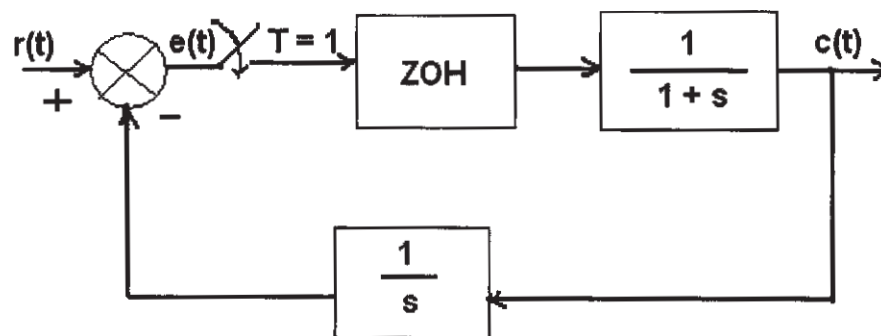 r(t)
e(t)
T = 1
ZOH
1
1 + s
c(t)
+
−
1
s